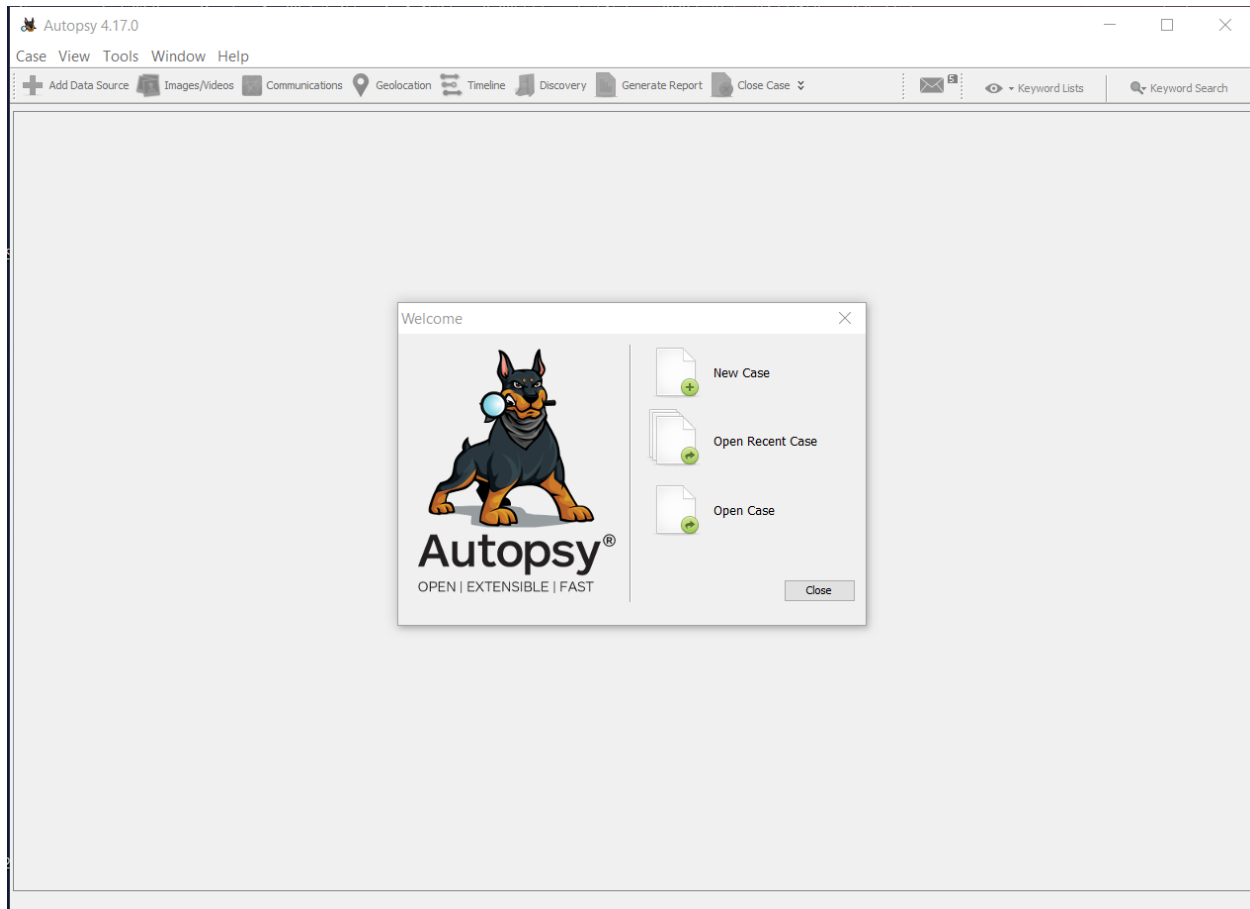 Autopsy 4.17.0
Case View Tools Window Help
Add Data Source Images/Videos Communications Geolocation Timeline Discovery Generate Report Close Case Keyword Lists Keyword Search
Welcome
New Case
Open Recent Case
Open Case
Autopsy®
OPEN | EXTENSIBLE | FAST
Close